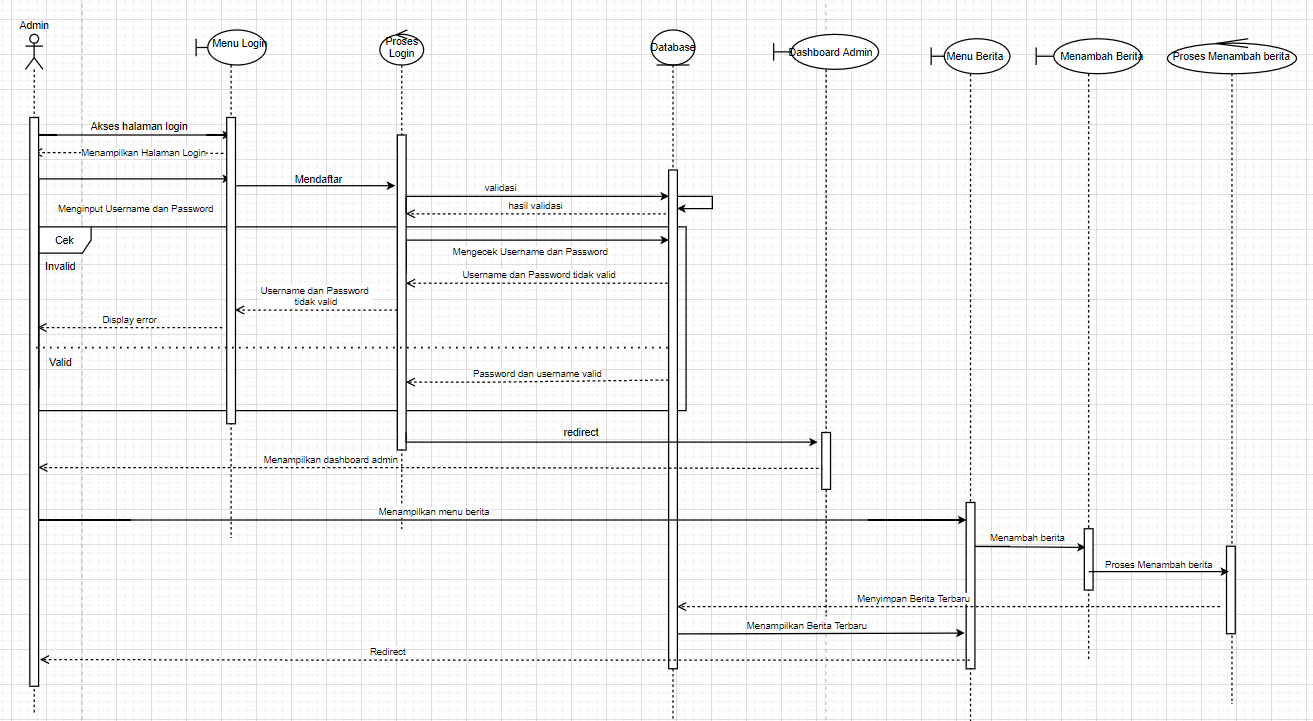 Admin
Menu Login
Proses
Login
Database
Dashboard Admin
Menu Berita
Menambah Berita
Proses Menambah berita
Akses halaman login
Menampilkan Halaman Login
Mendaftar
validasi
hasil validasi
Menginput Username dan Password
Cek
Mengecek Username dan Password
Invalid
Username dan Password tidak valid
Username dan Password
tidak valid
Display error
Valid
Password dan username valid
redirect
Menampilkan dashboard admin
Menampilkan menu berita
Menambah berita
Proses Menambah berita
Menyimpan Berita Terbaru
Menampilkan Berita Terbaru
Redirect